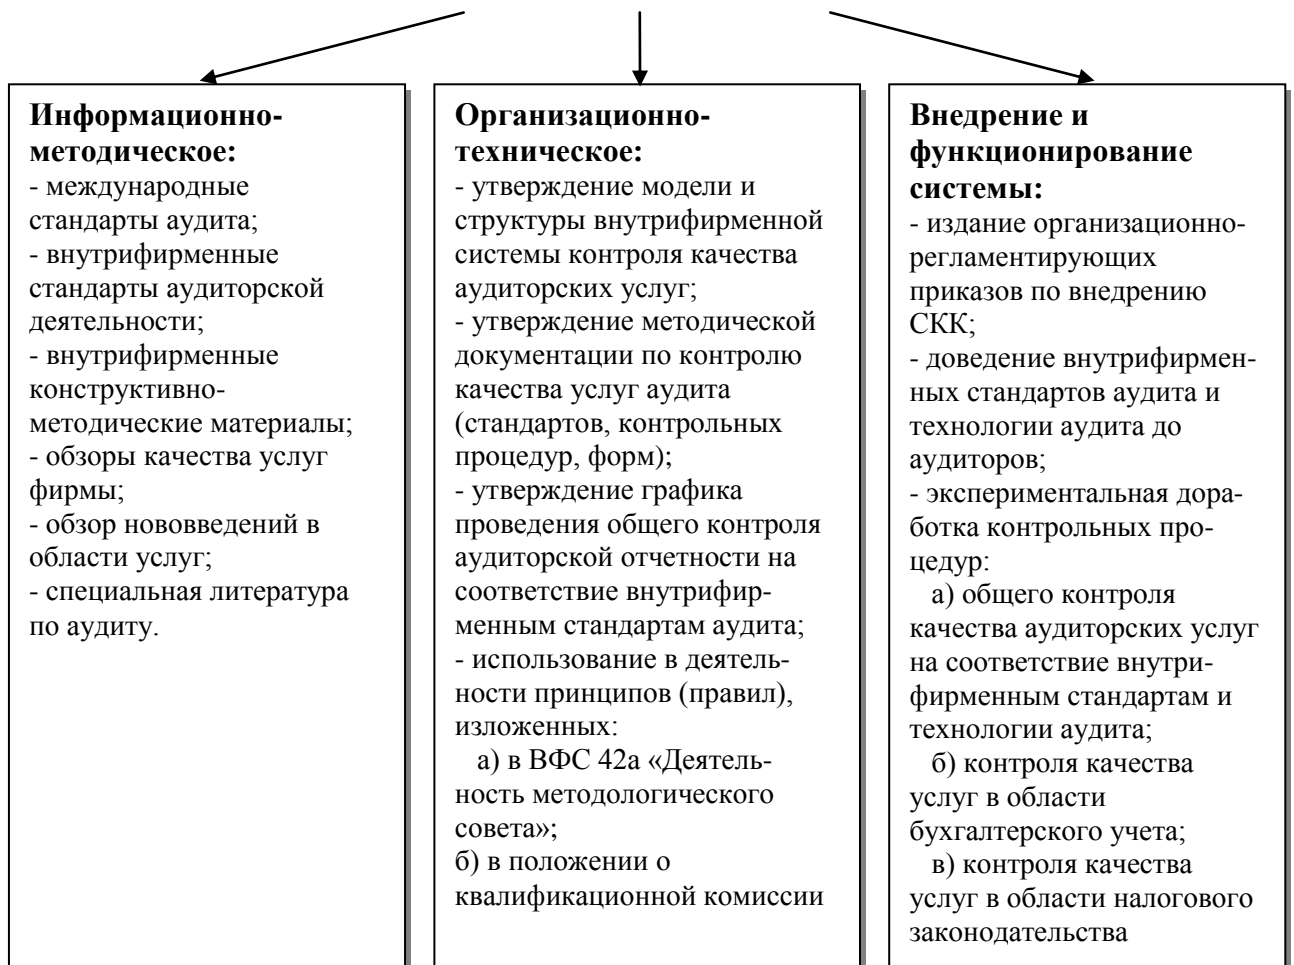 Информационно-
методическое:
- международные
стандарты аудита;
- внутрифирменные
стандарты аудиторской
деятельности;
- внутрифирменные
конструктивно-
методические материалы;
- обзоры качества услуг
фирмы;
- обзор нововведений в
области услуг;
- специальная литература
по аудиту.
Организационно-
техническое:
- утверждение модели и
структуры внутрифирменной
системы контроля качества
аудиторских услуг;
- утверждение методической
документации по контролю
качества услуг аудита
(стандартов, контрольных
процедур, форм);
- утверждение графика
проведения общего контроля
аудиторской отчетности на
соответствие внутрифир-
менным стандартам аудита;
- использование в деятель-
ности принципов (правил),
изложенных:
а) в ВФС 42а «Деятель-
ность методологического
совета»;
б) в положении о
квалификационной комиссии
Внедрение и
функционирование
системы:
- издание организационно-
регламентирующих
приказов по внедрению
СКК;
- доведение внутрифирмен-
ных стандартов аудита и
технологии аудита до
аудиторов;
- экспериментальная дора-
ботка контрольных про-
цедур:
а) общего контроля
качества аудиторских услуг
на соответствие внутри-
фирменным стандартам и
технологии аудита;
б) контроля качества
услуг в области
бухгалтерского учета;
в) контроля качества
услуг в области налогового
законодательства